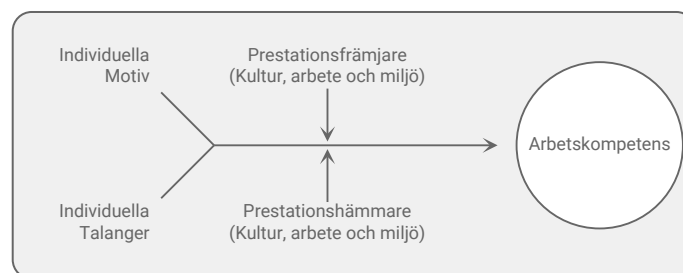 Individuella
Motiv
Prestationsfrämjare
(Kultur, arbete och miljö)
Arbetskompetens
Individuella
Talanger
Prestationshämmare
(Kultur, arbete och miljö)